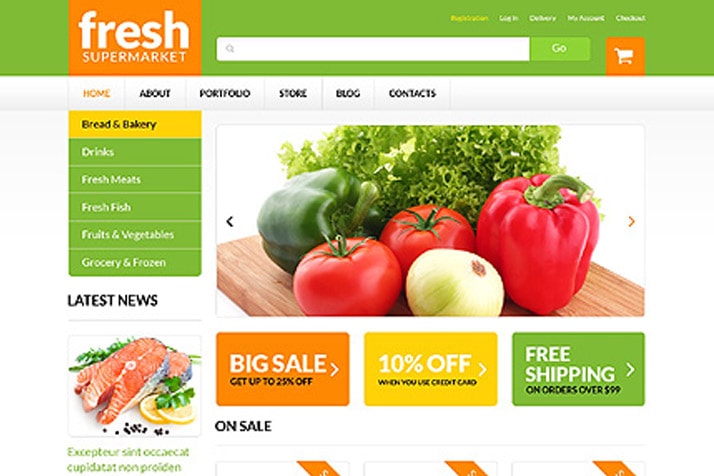 fresh
SUPERMARKET
Registration Log In Delivery My Account Checkout
Go
HOME ABOUT PORTFOLIO STORE BLOG CONTACTS
Bread & Bakery
Drinks
Fresh Meats
Fresh Fish
Fruits & Vegetables
Grocery & Frozen
LATEST NEWS
Excepteur sint occaecat
cupidatat non proiden
BIG SALE
GET UP TO 25% OFF
10% OFF
WHEN YOU USE CREDIT CARD
FREE
SHIPPING
ON ORDERS OVER $99
ON SALE